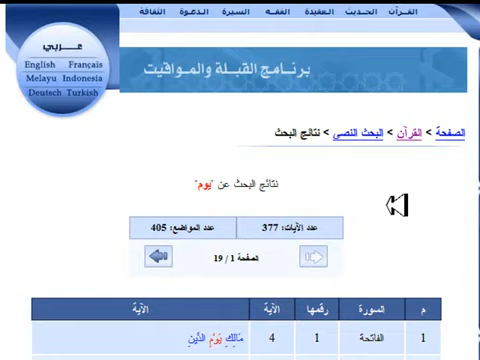 القرآن الحديث العقيدة الفقه السيرة الدعوة الثقافة
عربي
English Français
Melayu Indonesia
Deutsch Turkish
برنامج القبلة والمواقيت
الصفحة > القرآن > البحث النصي > نتائج البحث
نتائج البحث عن "يوم"
عدد الآيات: 377 عدد المواضع: 405
الصفحة 1 / 19
م السورة رقمها الآية الآية
1 الفاتحة 1 4 مَالِكِ يَوْمِ الدِّينِ